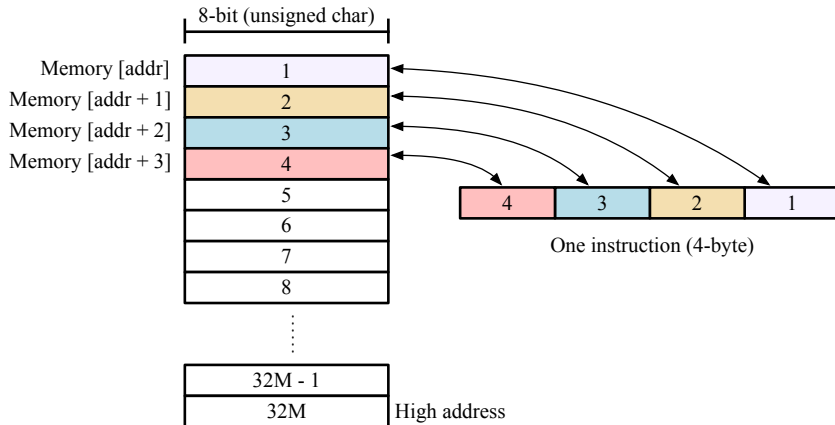 8-bit (unsigned char)
Memory [addr]
1
Memory [addr + 1]
2
Memory [addr + 2]
3
Memory [addr + 3]
4
5
6
7
8
4 3 2 1
One instruction (4-byte)
32M - 1
32M
High address